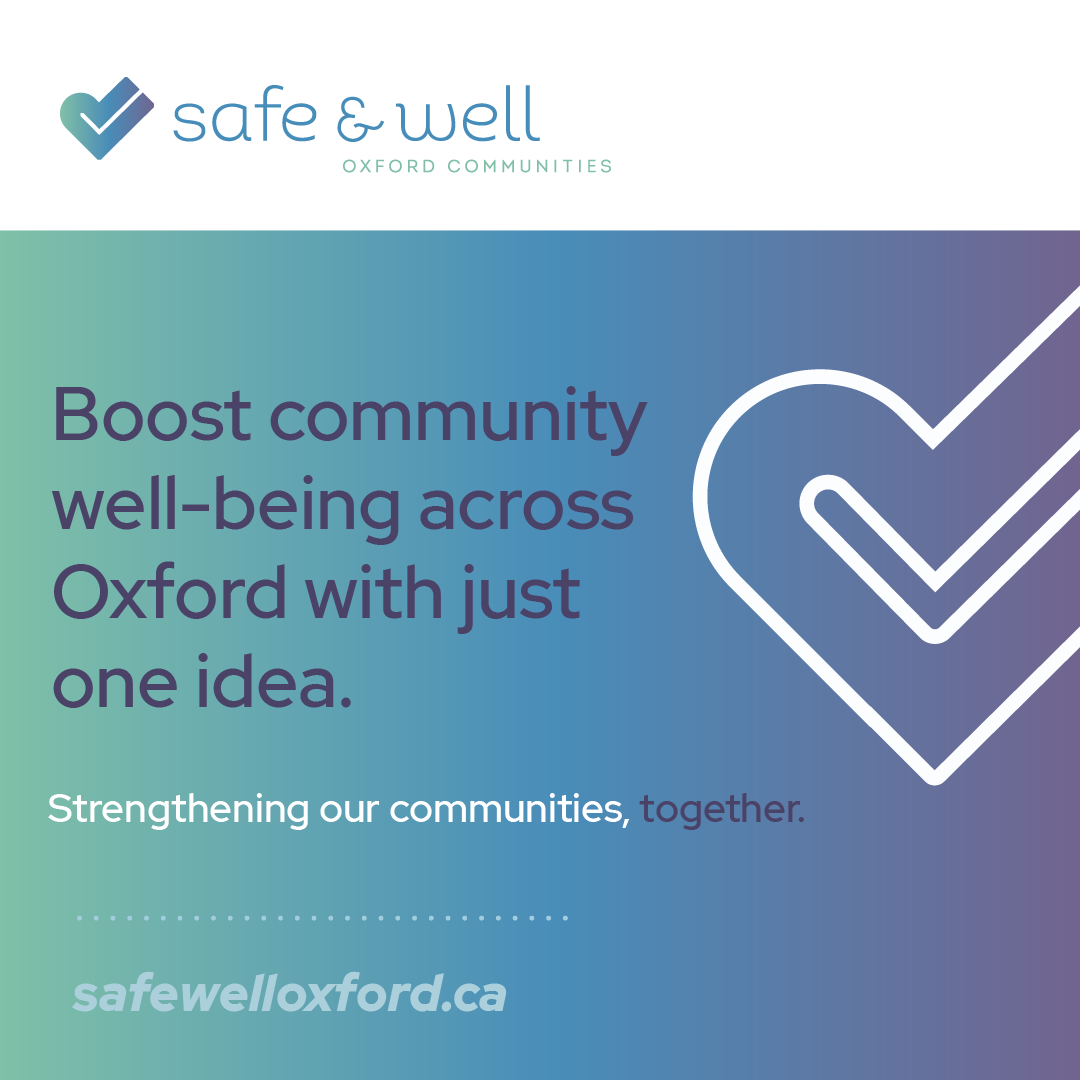 safe & well
OXFORD COMMUNITIES
Boost community
well-being across
Oxford with just
one idea.
Strengthening our communities, together.
safewelloxford.ca